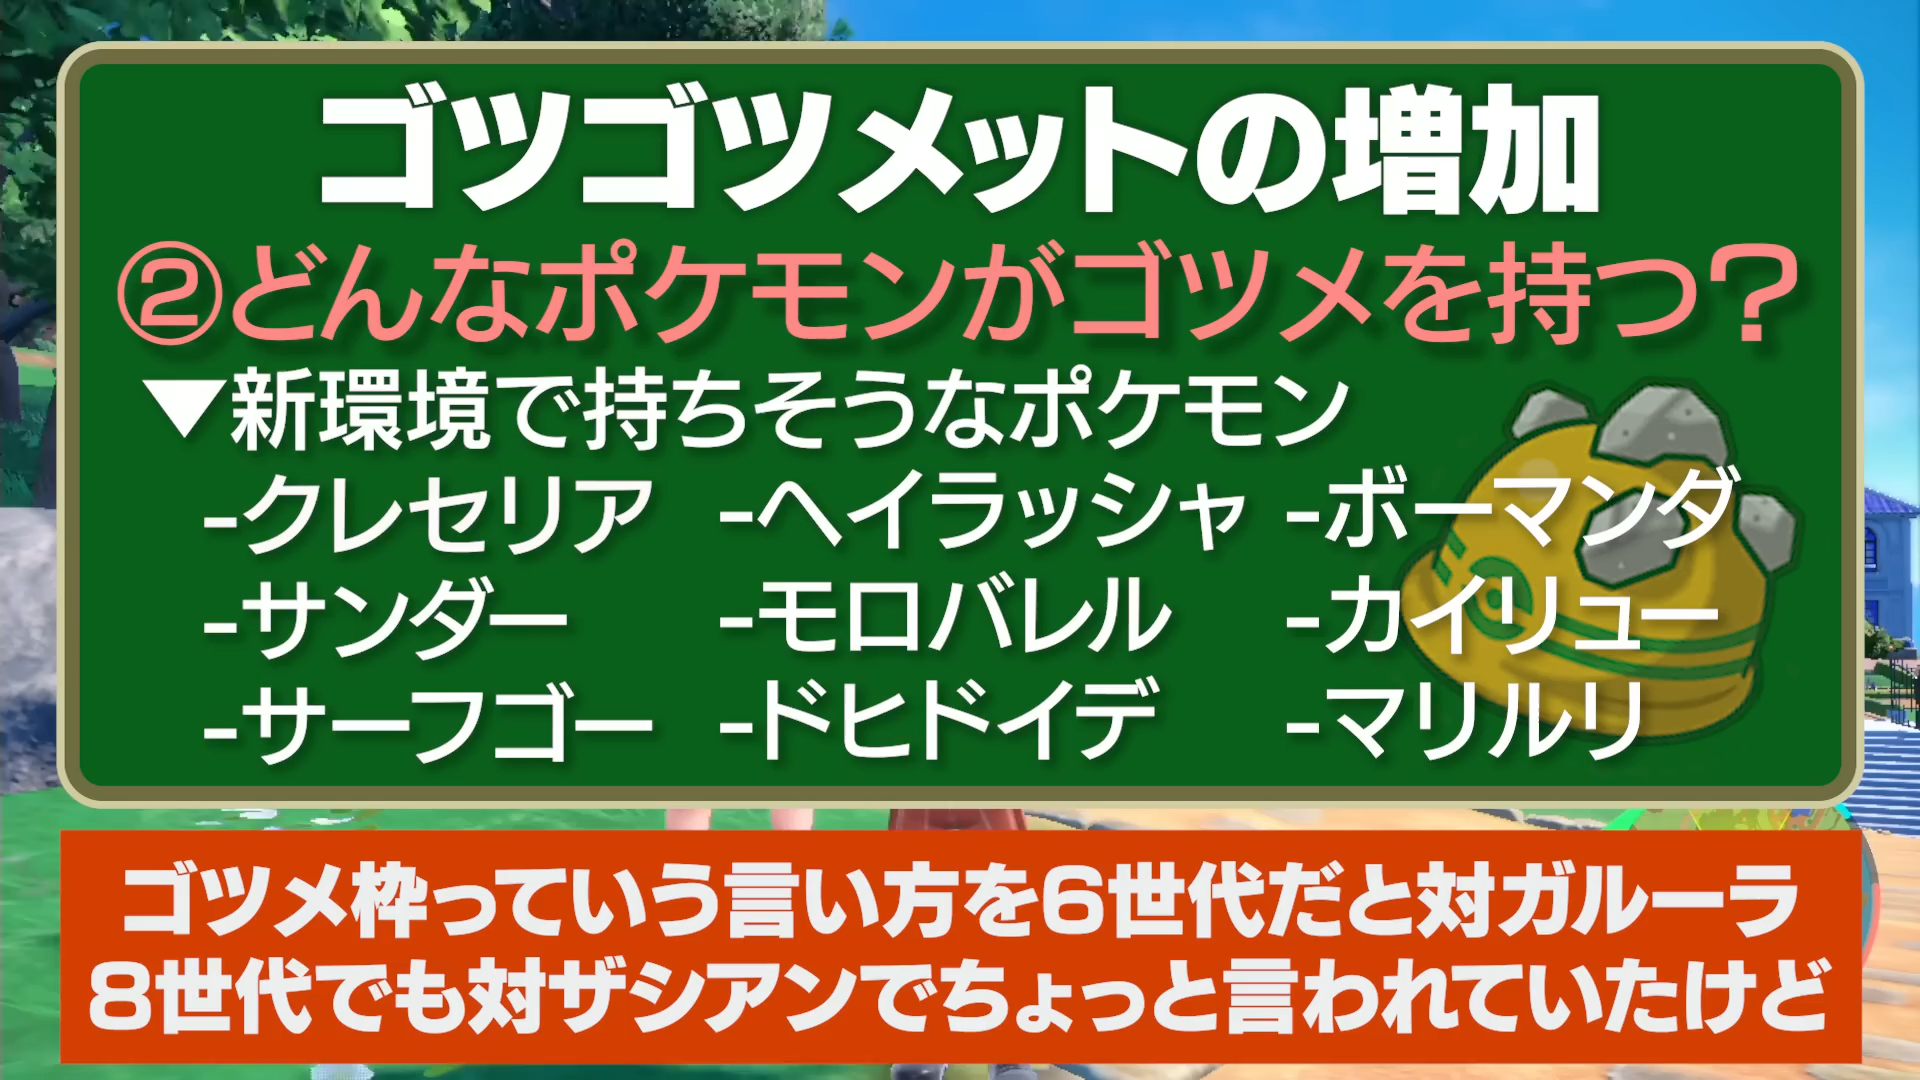 ゴツゴツメットの増加
②どんなポケモンがゴツメを持つ？
▼新環境で持ちそうなポケモン
-クレセリア -ヘイラッシャ -ボーマンダ
-サンダー -モロバレル -カイリュー
-サーフゴー -ドヒドイデ -マリルリ
ゴツメ枠っていう言い方を6世代だと対ガルーラ
8世代でも対ザシアンでちょっと言われていたけど